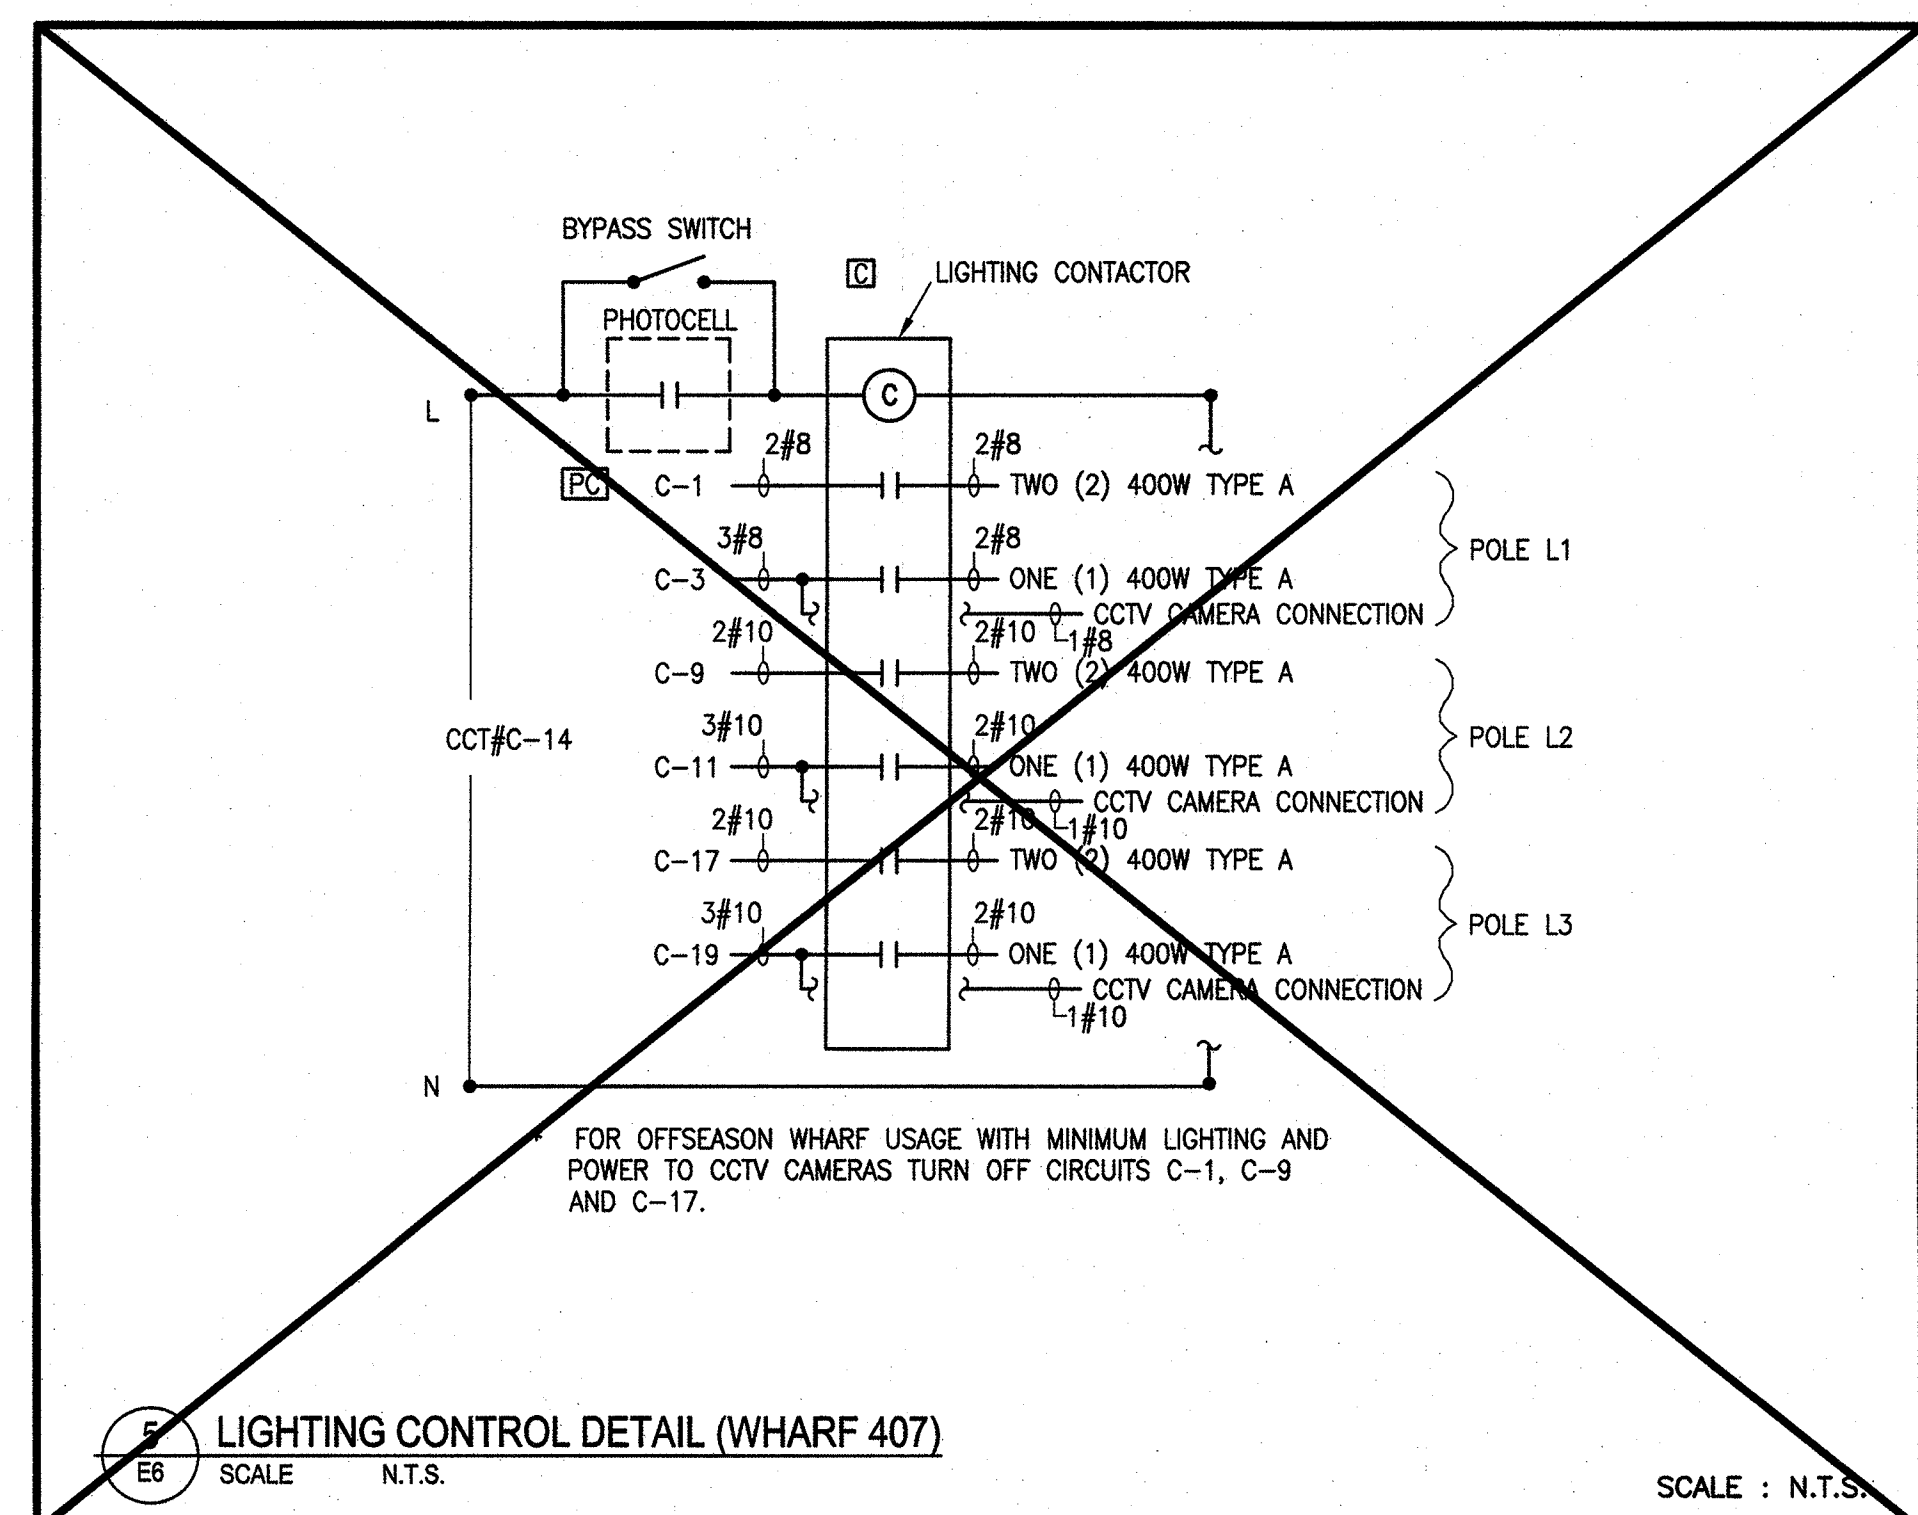 BYPASS SWITCH
C LIGHTING CONTACTOR
PHOTOCELL
L
C
2#8 2#8
PC C-1 TWO (2) 400W TYPE A
3#8 2#8
POLE L1
C-3 ONE (1) 400W TYPE A
CCTV CAMERA CONNECTION
2#10 2#10 1#8
C-9 TWO (2) 400W TYPE A
3#10 2#10
CCT#C-14 POLE L2
C-11 ONE (1) 400W TYPE A
CCTV CAMERA CONNECTION
2#10 2#10 1#10
C-17 TWO (2) 400W TYPE A
3#10 2#10
POLE L3
C-19 ONE (1) 400W TYPE A
CCTV CAMERA CONNECTION
1#10
N
* FOR OFFSEASON WHARF USAGE WITH MINIMUM LIGHTING AND
POWER TO CCTV CAMERAS TURN OFF CIRCUITS C-1, C-9
AND C-17.
5 LIGHTING CONTROL DETAIL (WHARF 407)
E6 SCALE N.T.S.
SCALE : N.T.S.